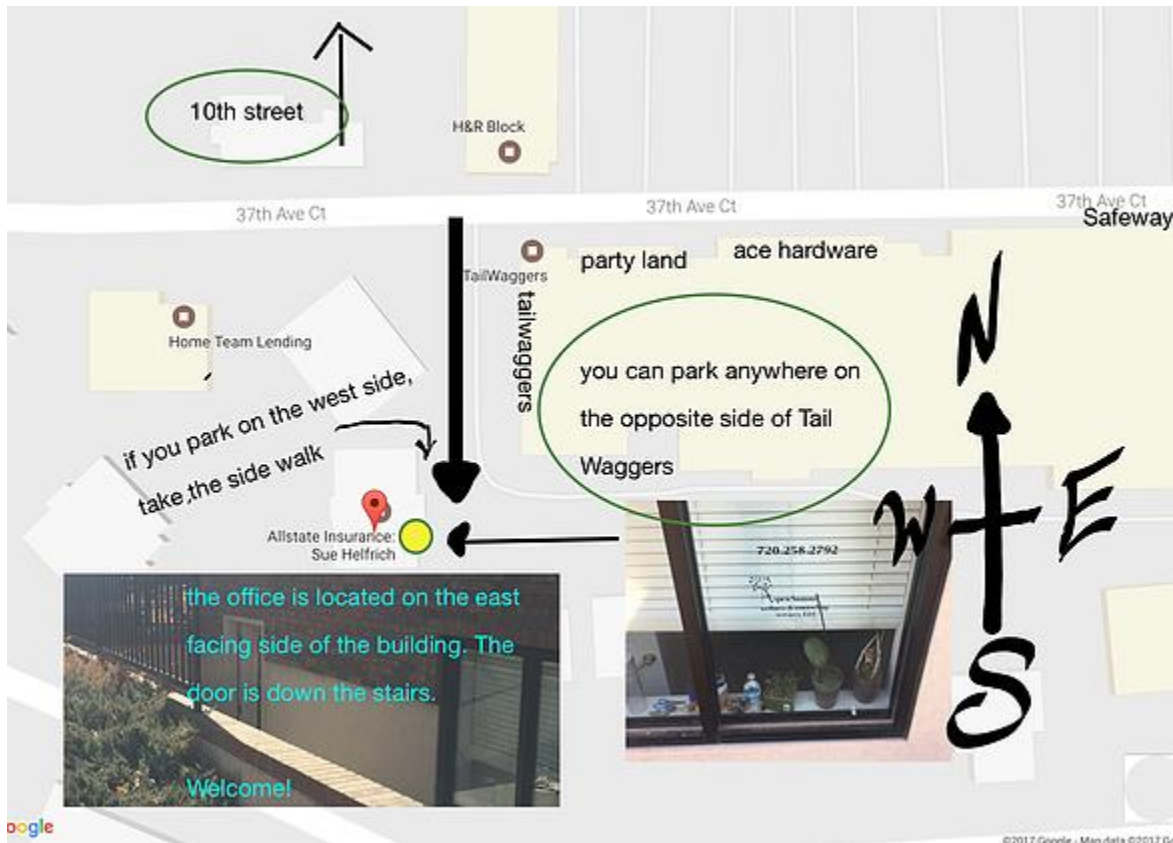 10th street
H&R Block
37th Ave Ct
37th Ave Ct
37th Ave Ct
Safeway
TailWaggers
party land
ace hardware
tailwaggers
Home Team Lending
N
you can park anywhere on
the opposite side of Tail
Waggers
if you park on the west side,
take,the side walk
W
E
Allstate Insurance:
Sue Helfrich
720.258.2792
the office is located on the east
facing side of the building. The
door is down the stairs.
Welcome!
S
oogle
©2017 Google - Map data ©2017 G